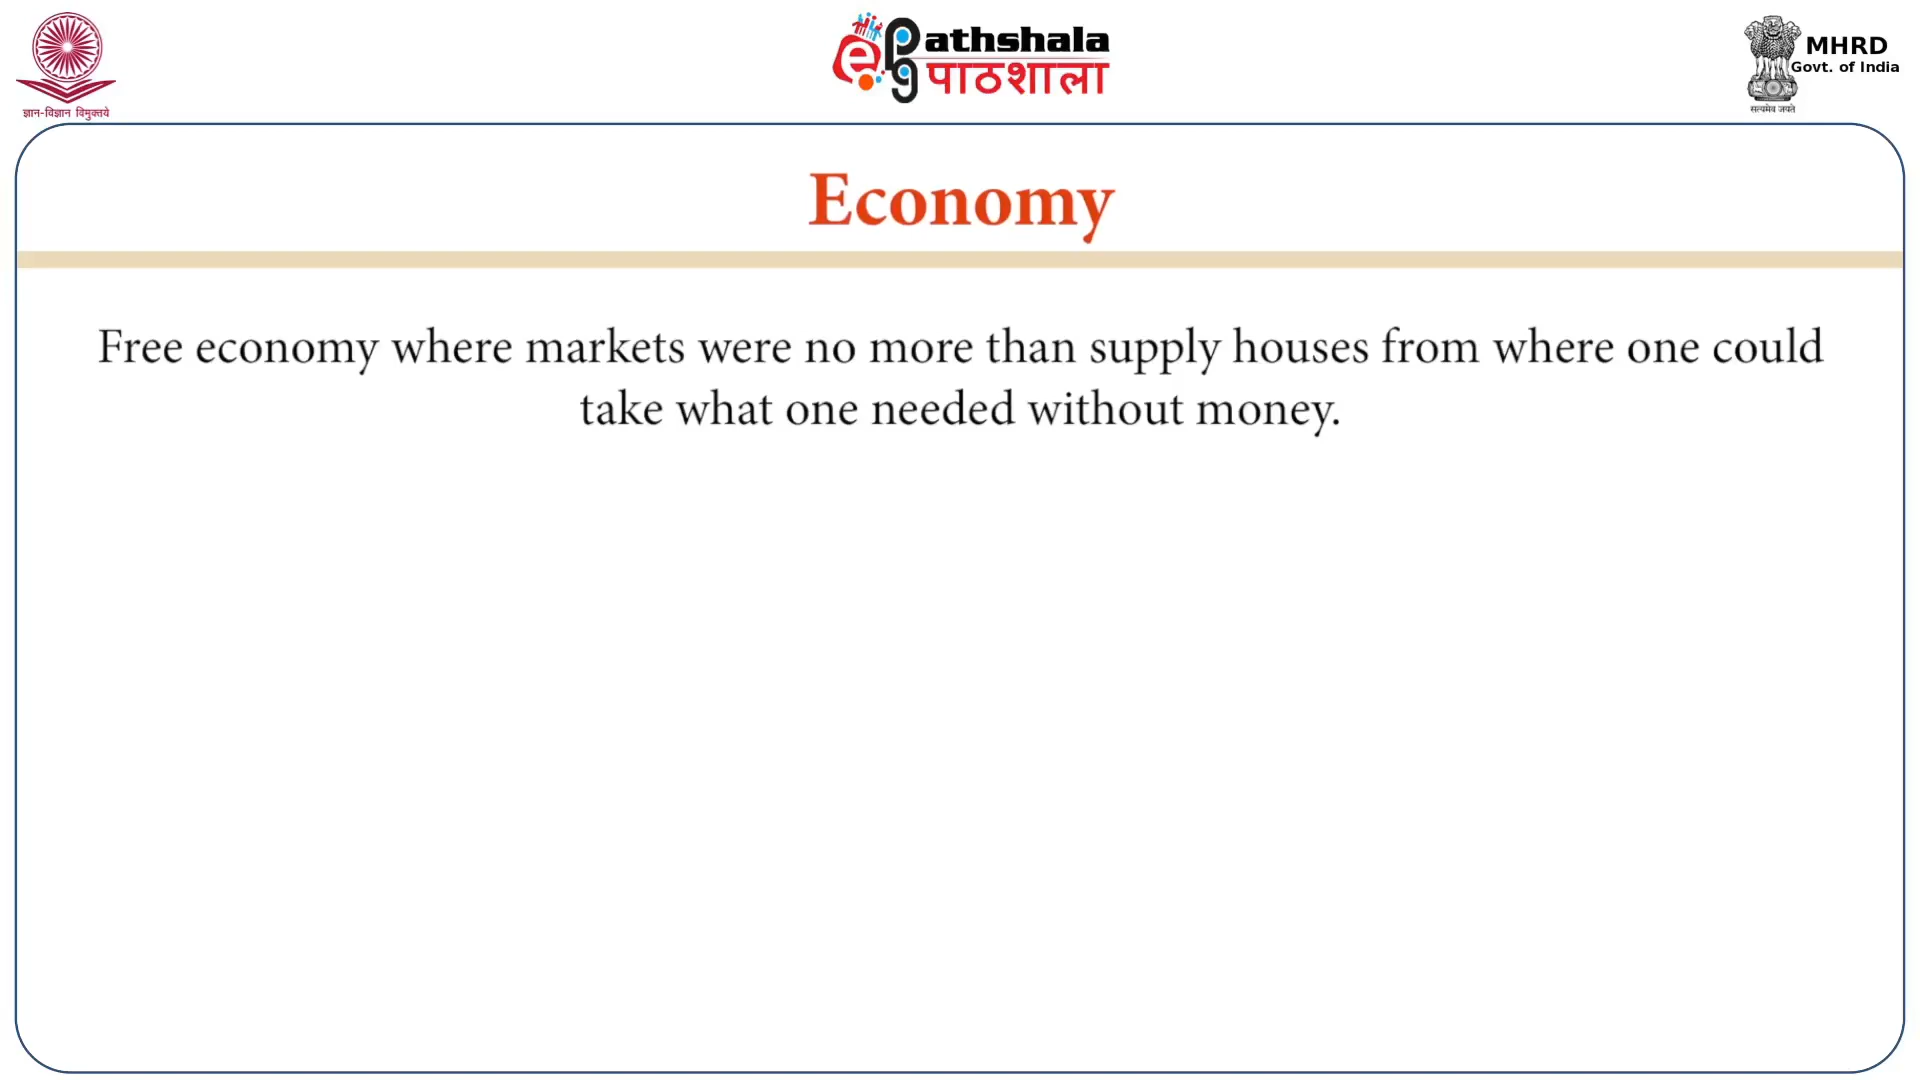 ज्ञान-विज्ञान विमुक्तये
ePathshala
पाठशाला
MHRD
Govt. of India
सत्यमेव जयते
Economy
Free economy where markets were no more than supply houses from where one could
take what one needed without money.